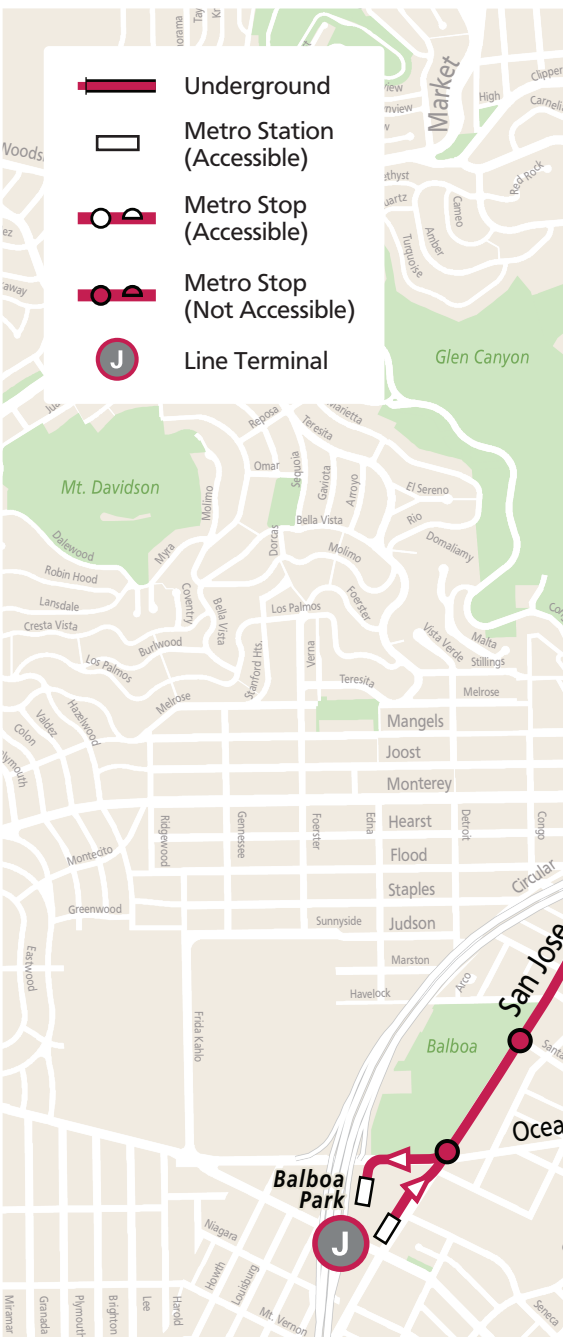 Underground
Metro Station
(Accessible)
Metro Stop
(Accessible)
Metro Stop
(Not Accessible)
J
Line Terminal
Market
Clipper
High
Red Rock
Cameo
Amber
Turquoise
Glen Canyon
Mt. Davidson
Reposa
Marietta
Teresita
Omar
Sequoia
Gaviota
Arroyo
El Sereno
Molimo
Bella Vista
Rio
Dorcas
Molimo
Domaliamy
Dalewood
Myra
Robin Hood
Coventry
Bella Vista
Foerster
Lansdale
Los Palmos
Cresta Vista
Burlwood
Stanford Hts.
Verna
Vista Verde
Malta
Stillings
Los Palmos
Teresita
Melrose
Melrose
Hazelwood
Valdez
Colon
Mangels
Joost
Monterey
Ridgewood
Gennessee
Foerster
Edna
Hearst
Detroit
Congo
Flood
Montecito
Staples
Circular
Greenwood
Sunnyside
Judson
Marston
Eastwood
Havelock
Arco
San Jose
Frida Kahlo
Balboa
Ocea
Balboa
Park
J
Niagara
Howth
Louisburg
Mt. Vernon
Seneca
Miramar
Granada
Plymouth
Brighton
Lee
Harold